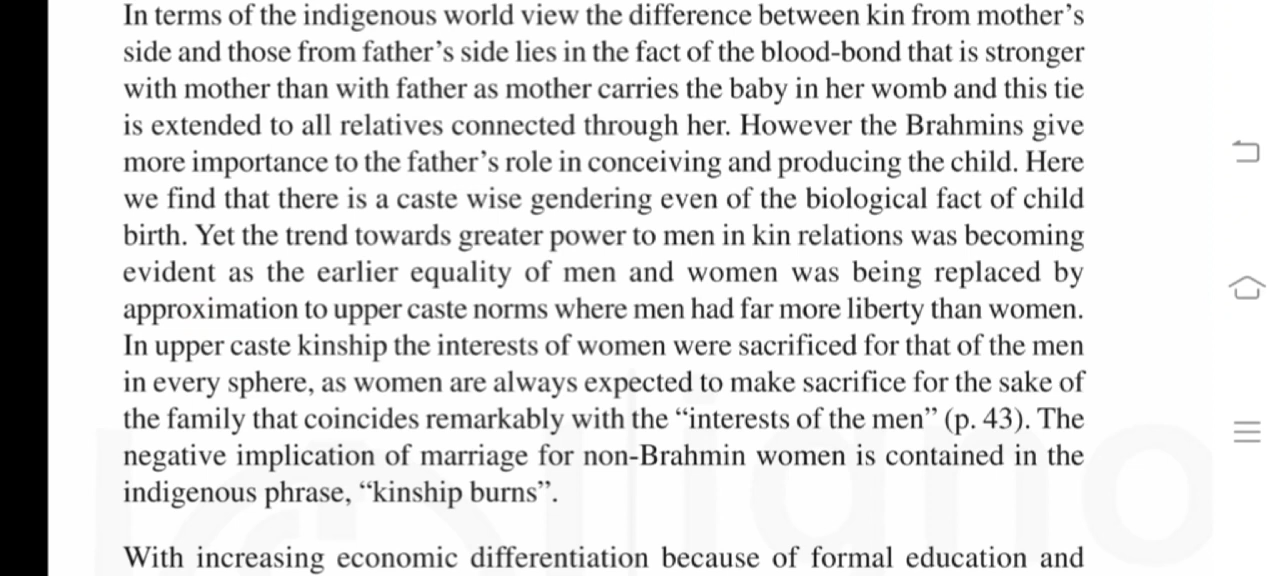 In terms of the indigenous world view the difference between kin from mother’s
side and those from father’s side lies in the fact of the blood-bond that is stronger
with mother than with father as mother carries the baby in her womb and this tie
is extended to all relatives connected through her. However the Brahmins give
more importance to the father’s role in conceiving and producing the child. Here
we find that there is a caste wise gendering even of the biological fact of child
birth. Yet the trend towards greater power to men in kin relations was becoming
evident as the earlier equality of men and women was being replaced by
approximation to upper caste norms where men had far more liberty than women.
In upper caste kinship the interests of women were sacrificed for that of the men
in every sphere, as women are always expected to make sacrifice for the sake of
the family that coincides remarkably with the “interests of the men” (p. 43). The
negative implication of marriage for non-Brahmin women is contained in the
indigenous phrase, “kinship burns”.
With increasing economic differentiation because of formal education and